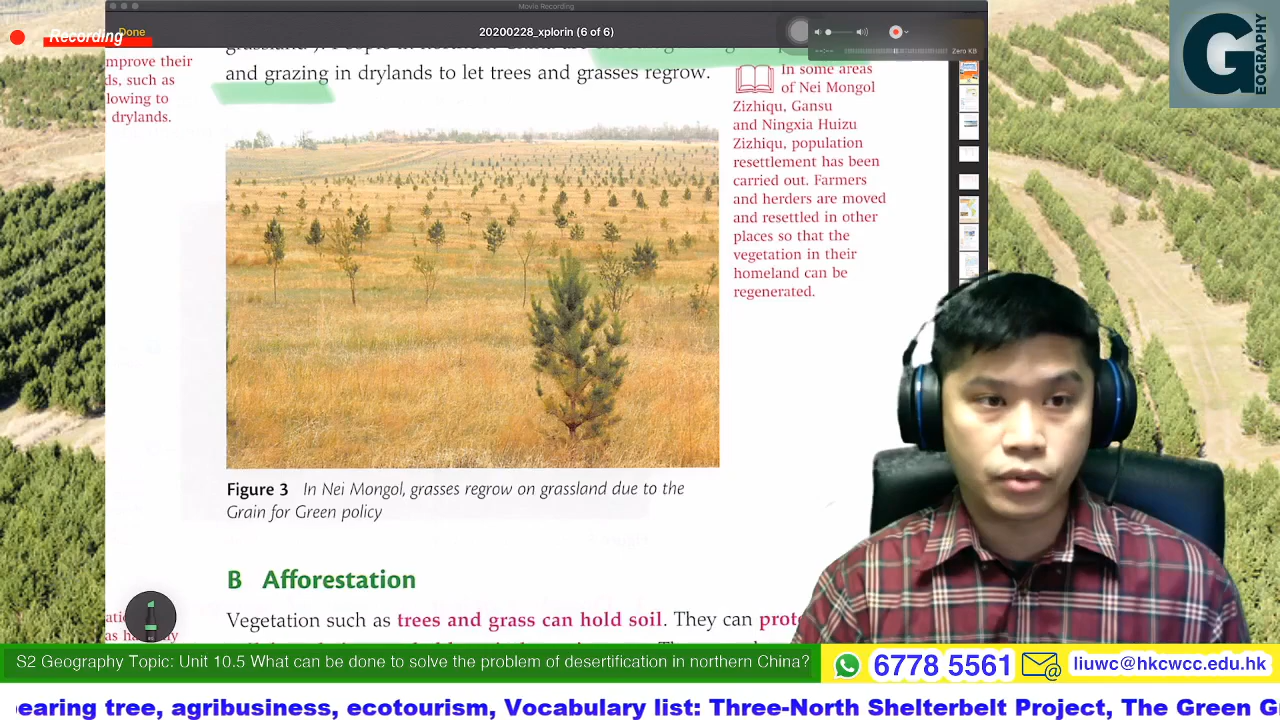 Movie Recording
Recording
Done
20200228_xplorin (6 of 6)
Zero KB
GEOGRAPHY
and grazing in drylands to let trees and grasses regrow.
mprove their
ds, such as
lowing to
drylands.
In some areas
of Nei Mongol
Zizhiqu, Gansu
and Ningxia Huizu
Zizhiqu, population
resettlement has been
carried out. Farmers
and herders are moved
and resettled in other
places so that the
vegetation in their
homeland can be
regenerated.
Figure 3 In Nei Mongol, grasses regrow on grassland due to the
Grain for Green policy
B Afforestation
Vegetation such as trees and grass can hold soil. They can prot
S2 Geography Topic: Unit 10.5 What can be done to solve the problem of desertification in northern China?
6778 5561
liuwc@hkcwcc.edu.hk
earing tree, agribusiness, ecotourism, Vocabulary list: Three-North Shelterbelt Project, The Green G